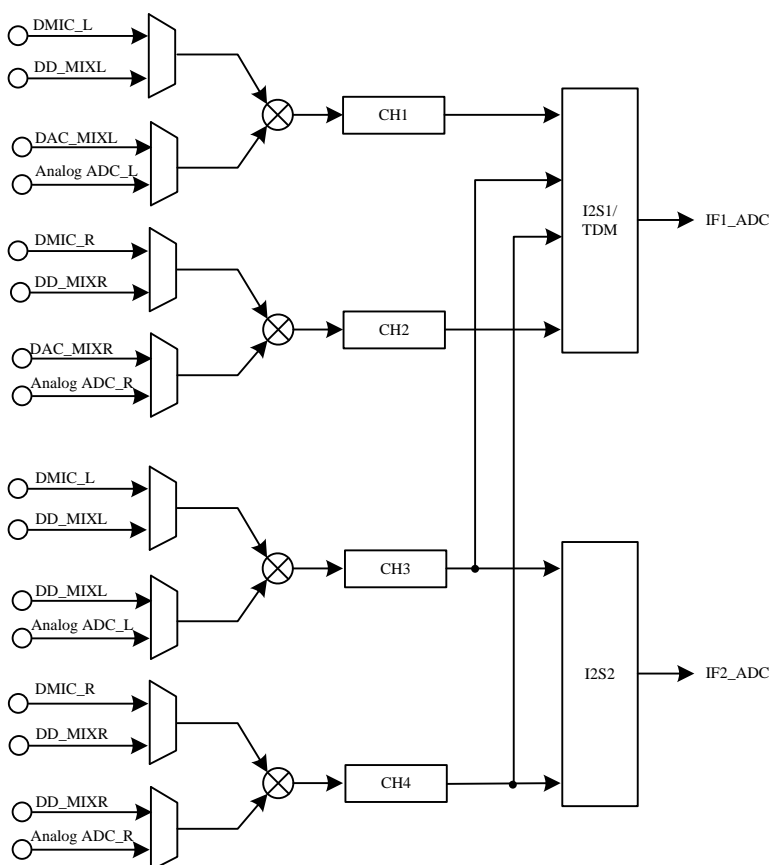 DMIC_L
DD_MIXL
DAC_MIXL
Analog ADC_L
CH1
DMIC_R
DD_MIXR
DAC_MIXR
Analog ADC_R
CH2
I2S1/
TDM
IF1_ADC
DMIC_L
DD_MIXL
DD_MIXL
Analog ADC_L
CH3
DMIC_R
DD_MIXR
DD_MIXR
Analog ADC_R
CH4
I2S2
IF2_ADC